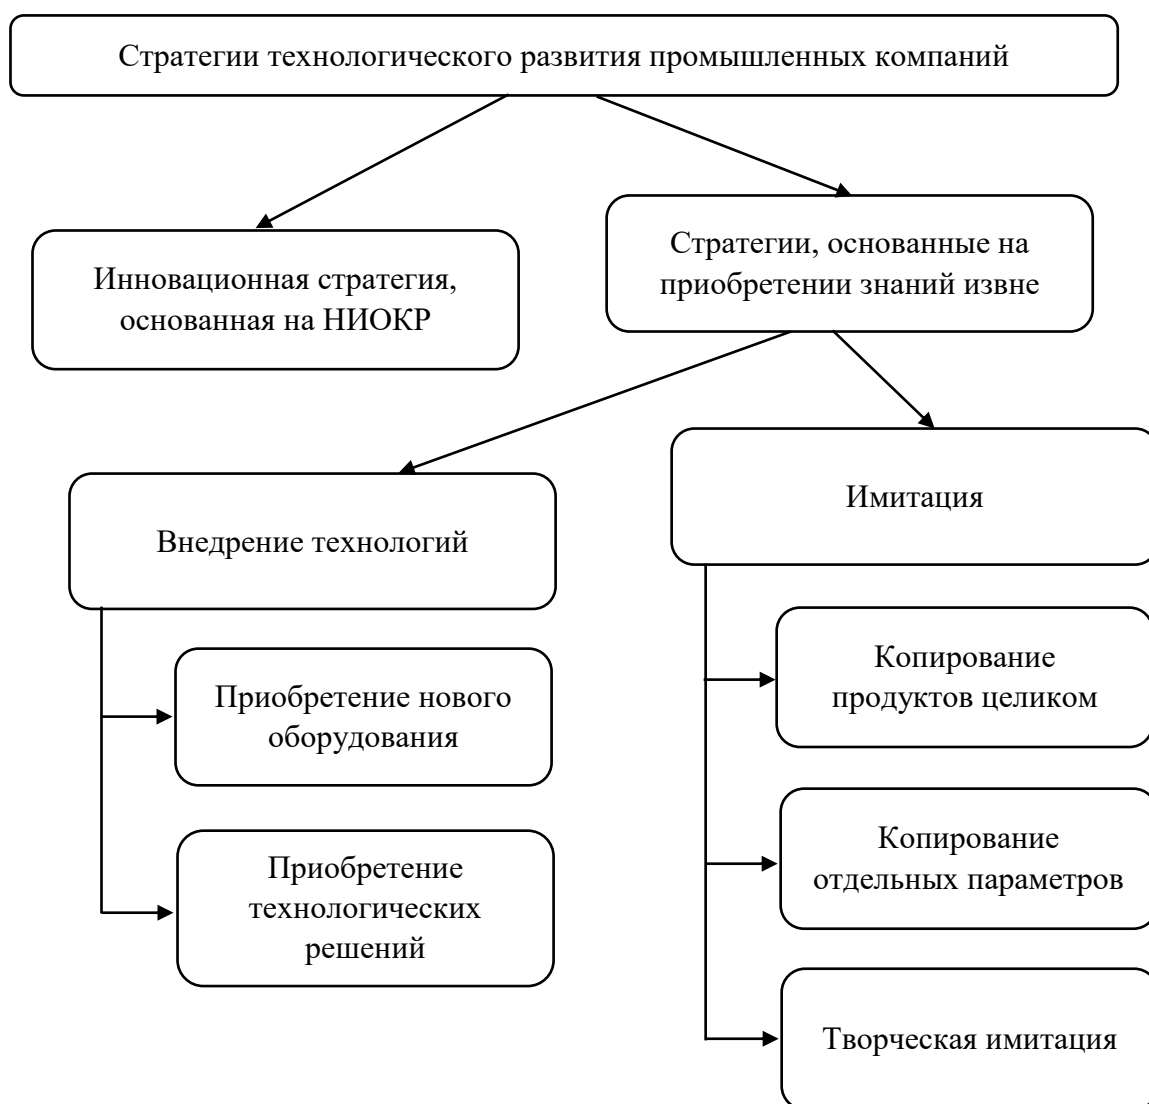 Стратегии технологического развития промышленных компаний
Инновационная стратегия,
основанная на НИОКР
Стратегии, основанные на
приобретении знаний извне
Внедрение технологий
Приобретение нового
оборудования
Приобретение
технологических
решений
Имитация
Копирование
продуктов целиком
Копирование
отдельных параметров
Творческая имитация